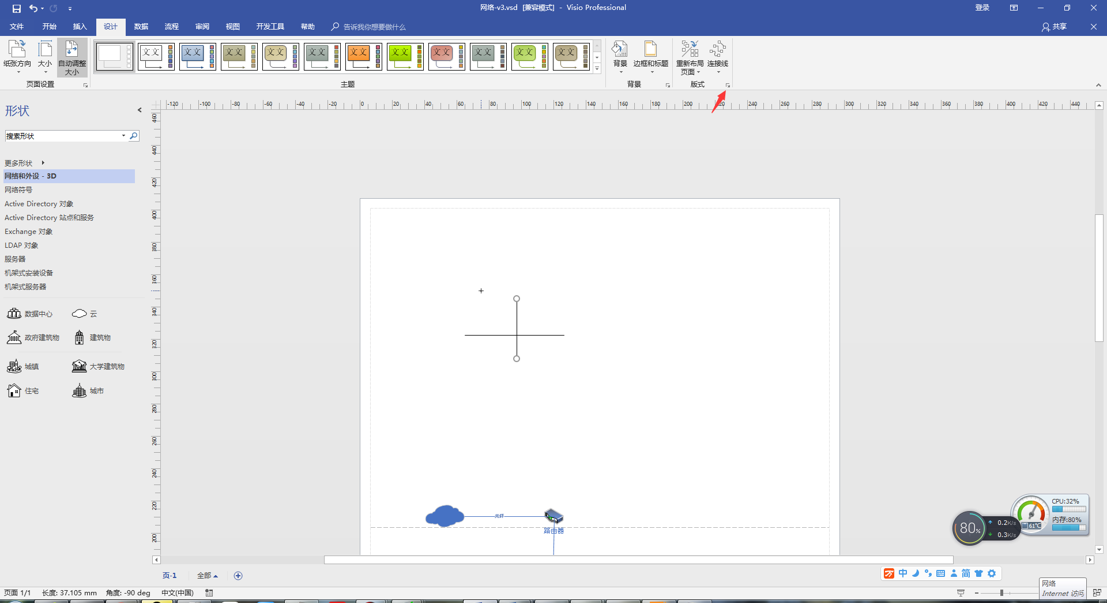 网络-v3.vsd [兼容模式] - Visio Professional
登录
文件 开始 插入 设计 数据 流程 审阅 视图 开发工具 帮助 告诉我你想要做什么
共享
纸张方向 大小 自动调整大小
文文 文文 文文 文文 文文 文文 文文 文文 文文 文文 文文
背景 边框和标题
重新布局页面 连接线
页面设置 主题 背景 版式
形状
搜索形状
更多形状
网络和外设 - 3D
网络符号
Active Directory 对象
Active Directory 站点和服务
Exchange 对象
LDAP 对象
服务器
机架式安装设备
机架式服务器
数据中心 云
政府建筑物 建筑物
城镇 大学建筑物
住宅 城市
-120 -100 -80 -60 -40 -20 0 20 40 60 80 100 120 140 160 180 200 220 240 260 280 300 320 340 360 380 400 420 440
光纤
路由器
80%
0.2K/s
0.3K/s
61℃
CPU:32%
内存:80%
中 简
页-1 全部
页面 1/1 长度: 37.105 mm 角度: -90 deg 中文(中国)
网络
Internet 访问